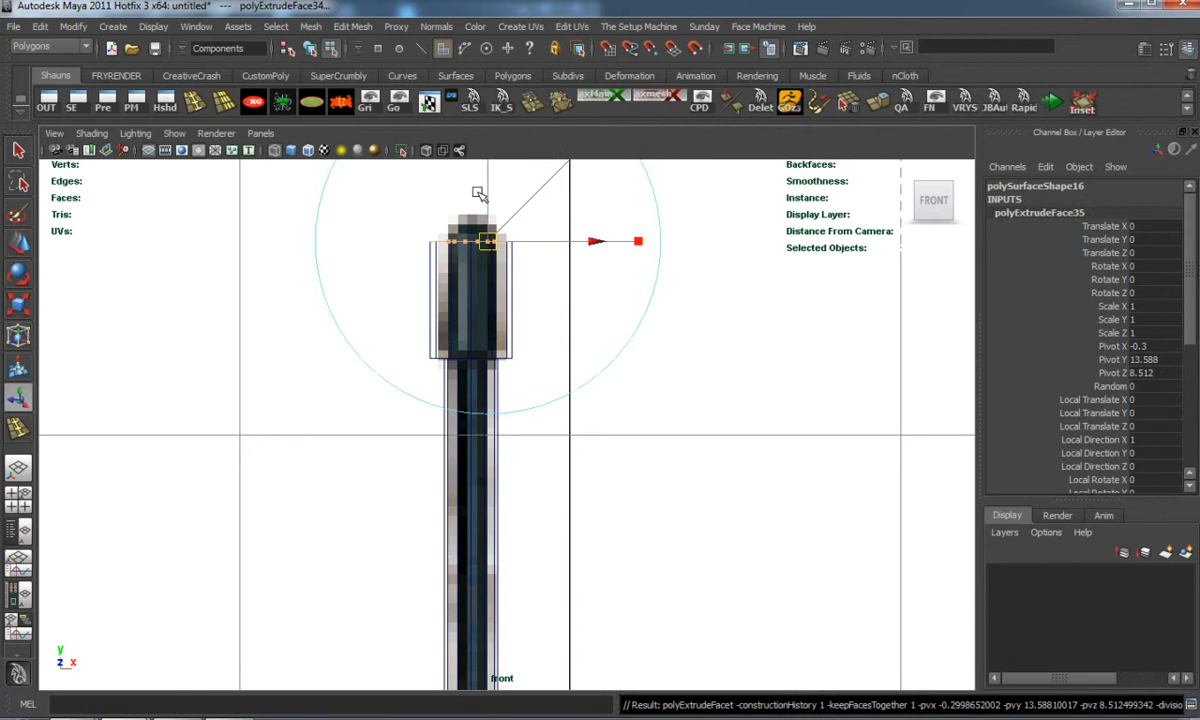 Autodesk Maya 2011 Hotfix 3 x64: untitled* --- polyExtrudeFace34...
File Edit Modify Create Display Window Assets Select Mesh Edit Mesh Proxy Normals Color Create UVs Edit UVs The Setup Machine Sunday Face Machine Help
Polygons Components
Shauns FRYRENDER CreativeCrash CustomPoly SuperCrumbly Curves Surfaces Polygons Subdivs Deformation Animation Rendering Muscle Fluids nCloth
OUT SE Pre PM Hshd Gri Go SLS IK_S CPD Delet GOz QA FN VRYS JBAu Rapic Inset
View Shading Lighting Show Renderer Panels
Channel Box / Layer Editor
Channels Edit Object Show
Verts:
Edges:
Faces:
Tris:
UVs:
Backfaces:
Smoothness:
Instance:
Display Layer:
Distance From Camera:
Selected Objects:
FRONT
polySurfaceShape16
INPUTS
polyExtrudeFace35
Translate X 0
Translate Y 0
Translate Z 0
Rotate X 0
Rotate Y 0
Rotate Z 0
Scale X 1
Scale Y 1
Scale Z 1
Pivot X -0.3
Pivot Y 13.588
Pivot Z 8.512
Random 0
Local Translate X 0
Local Translate Y 0
Local Translate Z 0
Local Direction X 1
Local Direction Y 0
Local Direction Z 0
Local Rotate X 0
Display Render Anim
Layers Options Help
y
z x
front
MEL
// Result: polyExtrudeFacet -constructionHistory 1 -keepFacesTogether 1 -pvx -0.2998652002 -pvy 13.58810017 -pvz 8.512499342 -divisio